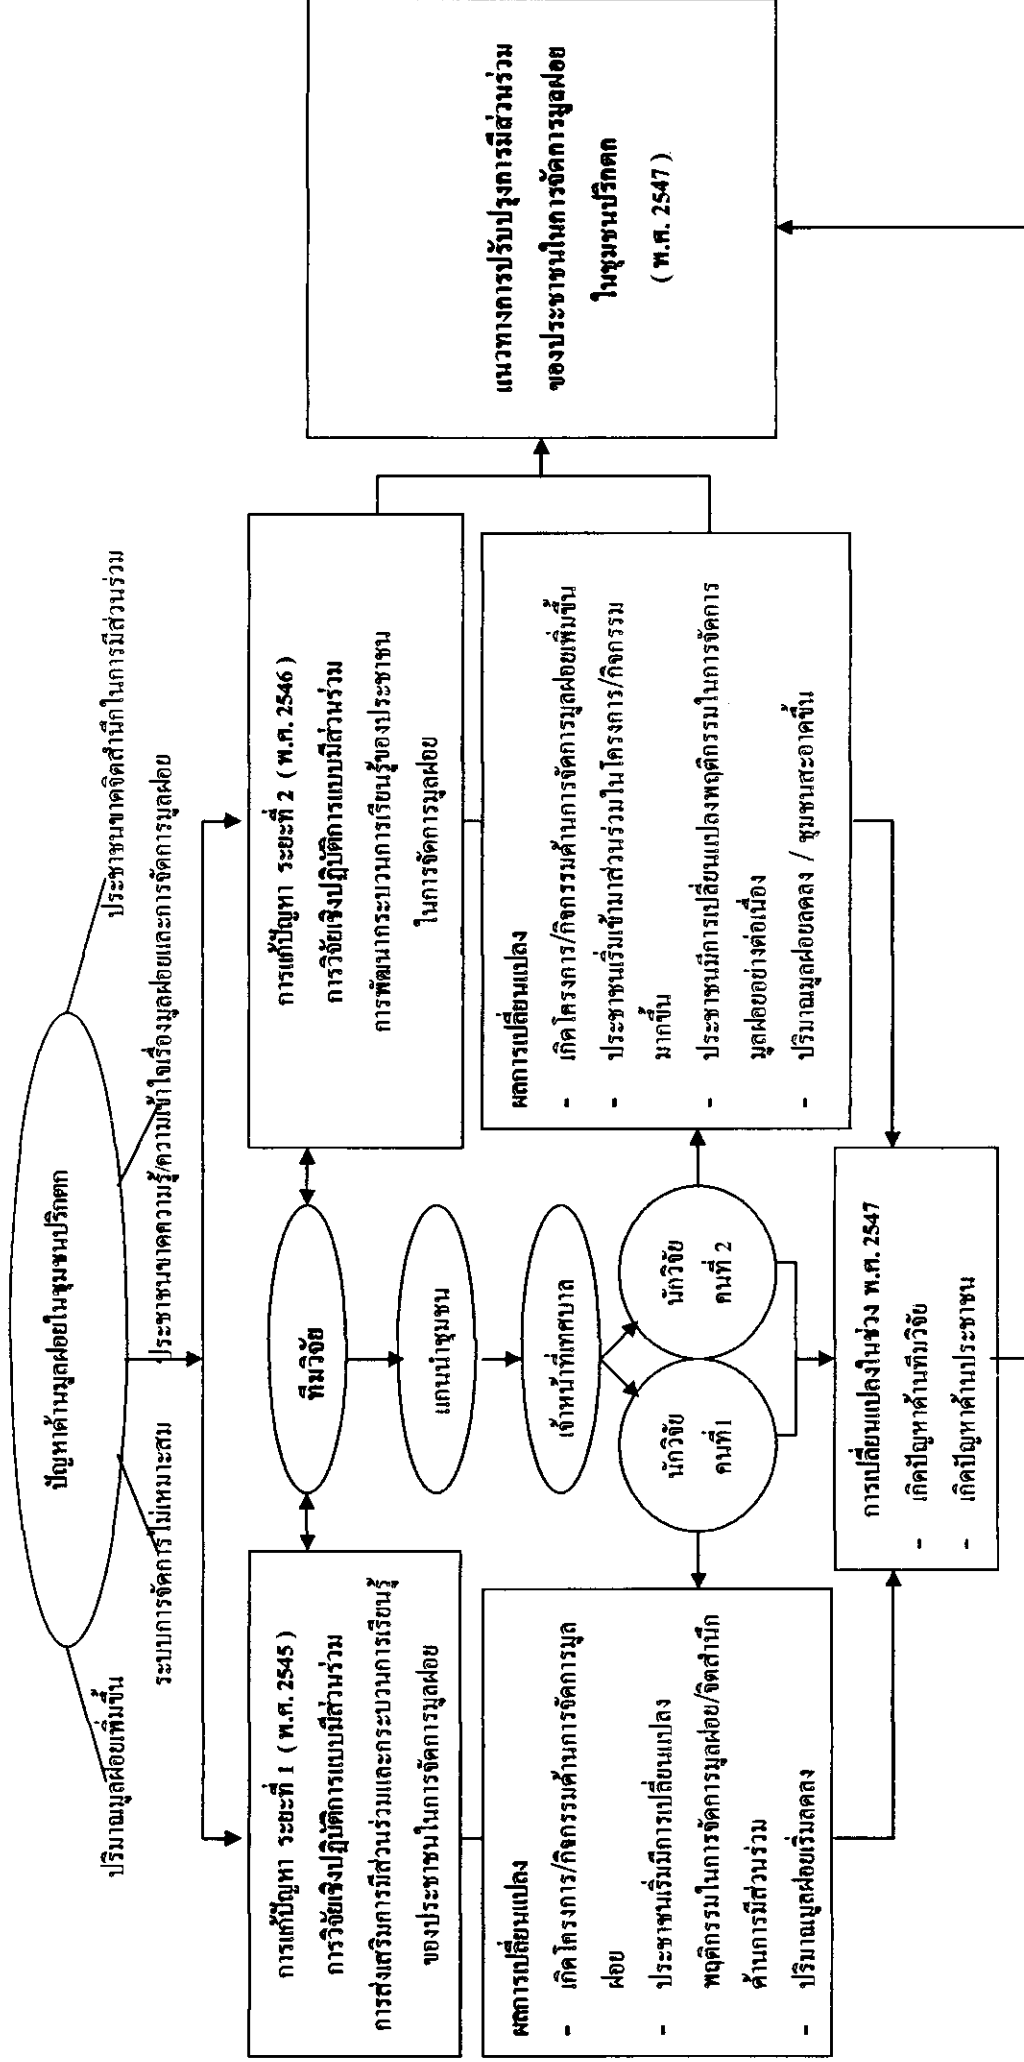 ปัญหาด้านมูลฝอยในชุมชนปริกตก
ปริมาณมูลฝอยเพิ่มขึ้น
ระบบการจัดการไม่เหมาะสม
ประชาชนขาดความรู้/ความเข้าใจเรื่องมูลฝอยและการจัดการมูลฝอย
ประชาชนขาดจิตสำนึกในการมีส่วนร่วม
การแก้ปัญหา ระยะที่ 1 ( พ.ศ. 2545 )
การวิจัยเชิงปฏิบัติการแบบมีส่วนร่วม
การส่งเสริมการมีส่วนร่วมและกระบวนการเรียนรู้
ของประชาชนในการจัดการมูลฝอย
ทีมวิจัย
แกนนำชุมชน
เจ้าหน้าที่เทศบาล
นักวิจัย
คนที่1
นักวิจัย
คนที่ 2
การแก้ปัญหา ระยะที่ 2 ( พ.ศ. 2546 )
การวิจัยเชิงปฏิบัติการแบบมีส่วนร่วม
การพัฒนากระบวนการเรียนรู้ของประชาชน
ในการจัดการมูลฝอย
ผลการเปลี่ยนแปลง
- เกิดโครงการ/กิจกรรมด้านการจัดการมูล
ฝอย
- ประชาชนเริ่มมีการเปลี่ยนแปลง
พฤติกรรมในการจัดการมูลฝอย/จิตสำนึก
ด้านการมีส่วนร่วม
- ปริมาณมูลฝอยเริ่มลดลง
ผลการเปลี่ยนแปลง
- เกิดโครงการ/กิจกรรมด้านการจัดการมูลฝอยเพิ่มขึ้น
- ประชาชนเริ่มเข้ามาส่วนร่วมในโครงการ/กิจกรรม
มากขึ้น
- ประชาชนมีการเปลี่ยนแปลงพฤติกรรมในการจัดการ
มูลฝอยอย่างต่อเนื่อง
- ปริมาณมูลฝอยลดลง / ชุมชนสะอาดขึ้น
การเปลี่ยนแปลงในช่วง พ.ศ. 2547
- เกิดปัญหาด้านทีมวิจัย
- เกิดปัญหาด้านประชาชน
แนวทางการปรับปรุงการมีส่วนร่วม
ของประชาชนในการจัดการมูลฝอย
ในชุมชนปริกตก
( พ.ศ. 2547 )